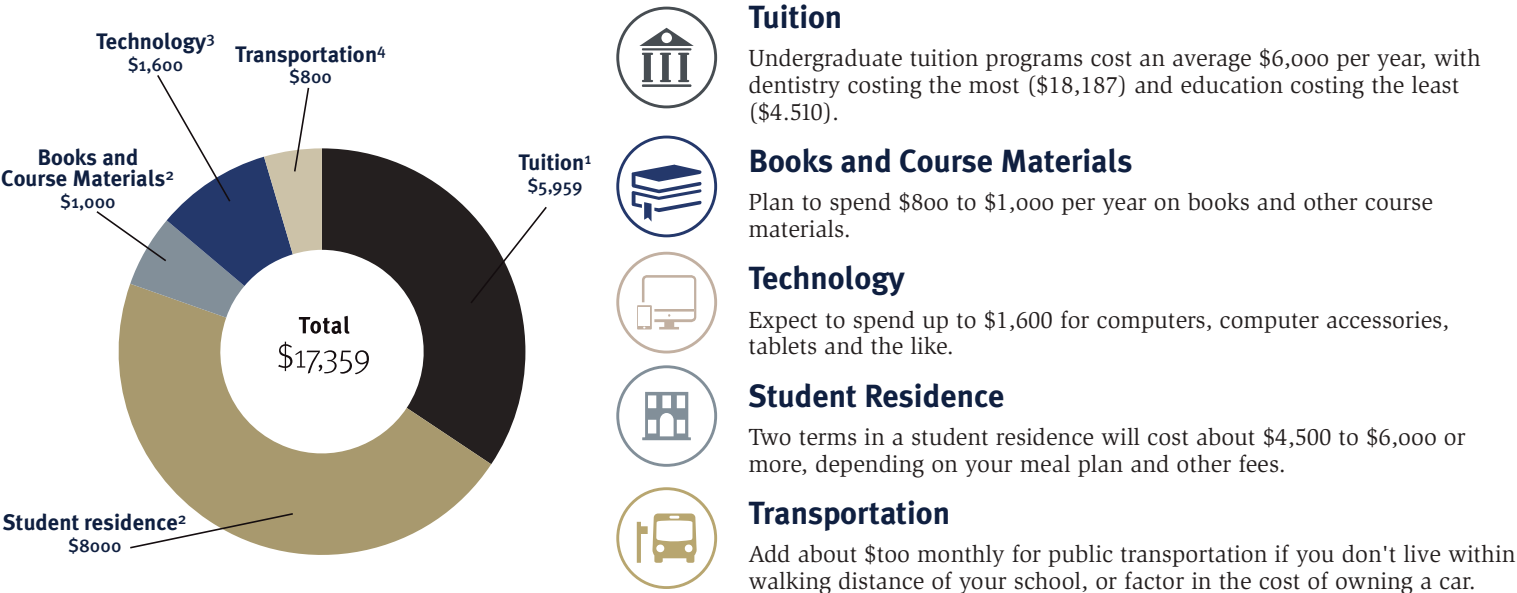 Technology³
$1,600
Transportation⁴
$800
Books and
Course Materials²
$1,000
Tuition¹
$5,959
Total
$17,359
Student residence²
$8000
Tuition
Undergraduate tuition programs cost an average $6,000 per year, with
dentistry costing the most ($18,187) and education costing the least
($4.510).
Books and Course Materials
Plan to spend $800 to $1,000 per year on books and other course
materials.
Technology
Expect to spend up to $1,600 for computers, computer accessories,
tablets and the like.
Student Residence
Two terms in a student residence will cost about $4,500 to $6,000 or
more, depending on your meal plan and other fees.
Transportation
Add about $too monthly for public transportation if you don't live within
walking distance of your school, or factor in the cost of owning a car.